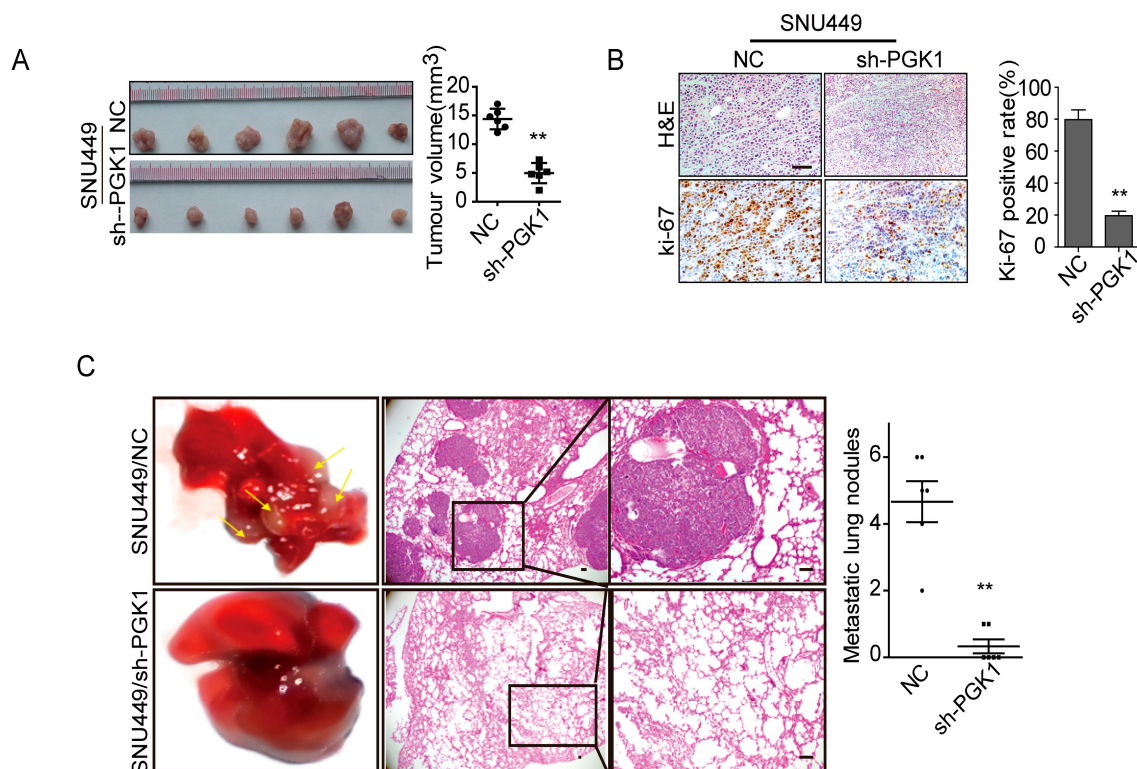 A
SNU449
NC
sh--PGK1
Tumour volume(mm3)
20
15
10
5
0
**
NC
sh-PGK1
B
SNU449
NC
sh-PGK1
H&E
ki-67
Ki-67 positive rate(%)
100
80
60
40
20
0
**
NC
sh-PGK1
C
SNU449/NC
SNU449/sh-PGK1
Metastatic lung nodules
6
4
2
0
**
NC
sh-PGK1